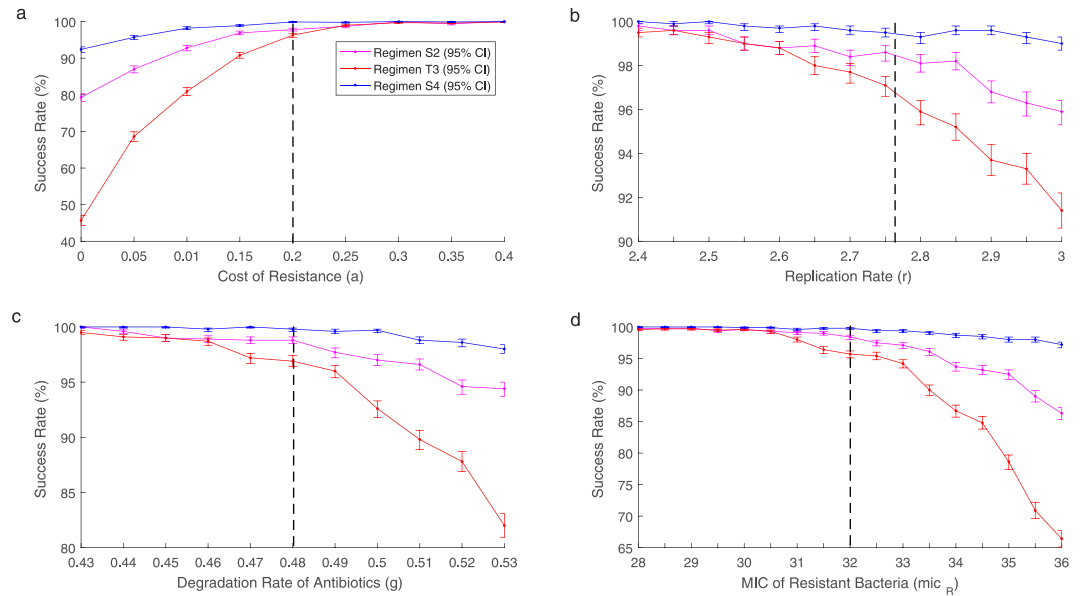 a
Success Rate (%)
100
90
80
70
60
50
40
0 0.05 0.01 0.15 0.2 0.25 0.3 0.35 0.4
Cost of Resistance (a)
Regimen S2 (95% CI)
Regimen T3 (95% CI)
Regimen S4 (95% CI)
b
Success Rate (%)
100
98
96
94
92
90
2.4 2.5 2.6 2.7 2.8 2.9 3
Replication Rate (r)
c
Success Rate (%)
100
95
90
85
80
0.43 0.44 0.45 0.46 0.47 0.48 0.49 0.5 0.51 0.52 0.53
Degradation Rate of Antibiotics (g)
d
Success Rate (%)
100
95
90
85
80
75
70
65
28 29 30 31 32 33 34 35 36
MIC of Resistant Bacteria (mic R)